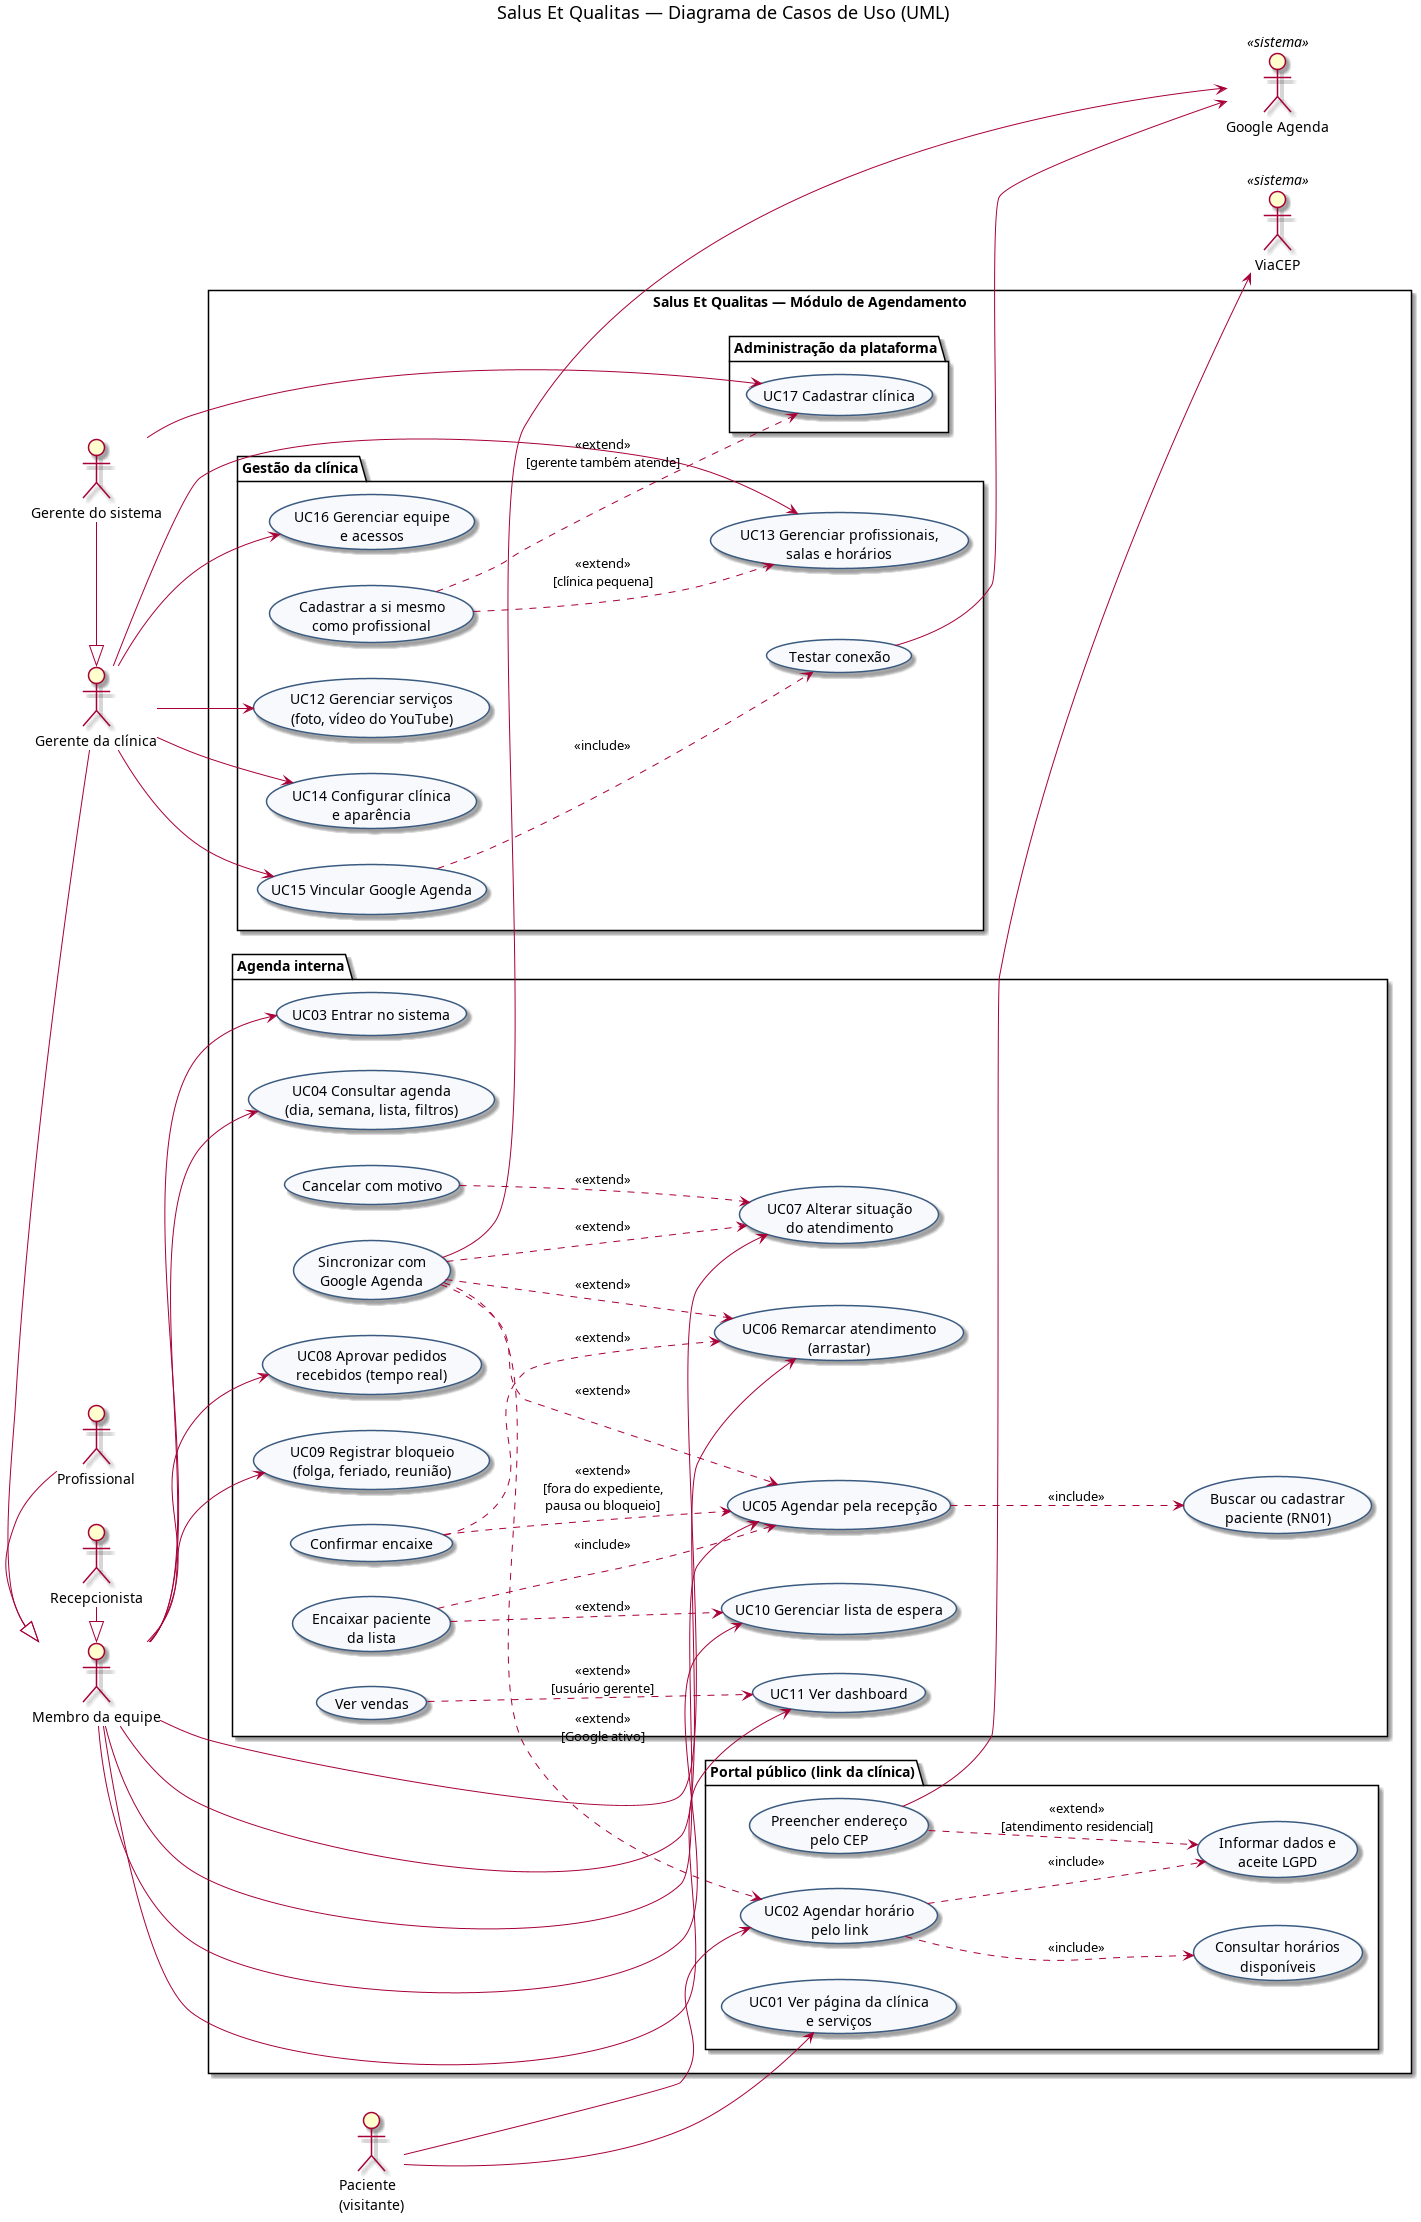 Salus Et Qualitas — Diagrama de Casos de Uso (UML)
«sistema»
Google Agenda
«sistema»
ViaCEP
Salus Et Qualitas — Módulo de Agendamento
Administração da plataforma
UC17 Cadastrar clínica
Gerente do sistema
Gestão da clínica
«extend»
[gerente também atende]
UC16 Gerenciar equipe
e acessos
UC13 Gerenciar profissionais,
salas e horários
«extend»
[clínica pequena]
Cadastrar a si mesmo
como profissional
Testar conexão
Gerente da clínica
UC12 Gerenciar serviços
(foto, vídeo do YouTube)
«include»
UC14 Configurar clínica
e aparência
UC15 Vincular Google Agenda
Agenda interna
UC03 Entrar no sistema
UC04 Consultar agenda
(dia, semana, lista, filtros)
Cancelar com motivo
«extend»
UC07 Alterar situação
do atendimento
«extend»
Sincronizar com
Google Agenda
«extend»
UC06 Remarcar atendimento
(arrastar)
«extend»
UC08 Aprovar pedidos
recebidos (tempo real)
«extend»
Profissional
UC09 Registrar bloqueio
(folga, feriado, reunião)
«extend»
[fora do expediente,
pausa ou bloqueio]
UC05 Agendar pela recepção
«include»
Buscar ou cadastrar
paciente (RN01)
Confirmar encaixe
«include»
Recepcionista
Encaixar paciente
da lista
«extend»
UC10 Gerenciar lista de espera
Membro da equipe
Ver vendas
«extend»
[usuário gerente]
UC11 Ver dashboard
«extend»
[Google ativo]
Portal público (link da clínica)
Preencher endereço
pelo CEP
«extend»
[atendimento residencial]
Informar dados e
aceite LGPD
«include»
UC02 Agendar horário
pelo link
«include»
Consultar horários
disponíveis
UC01 Ver página da clínica
e serviços
Paciente
(visitante)